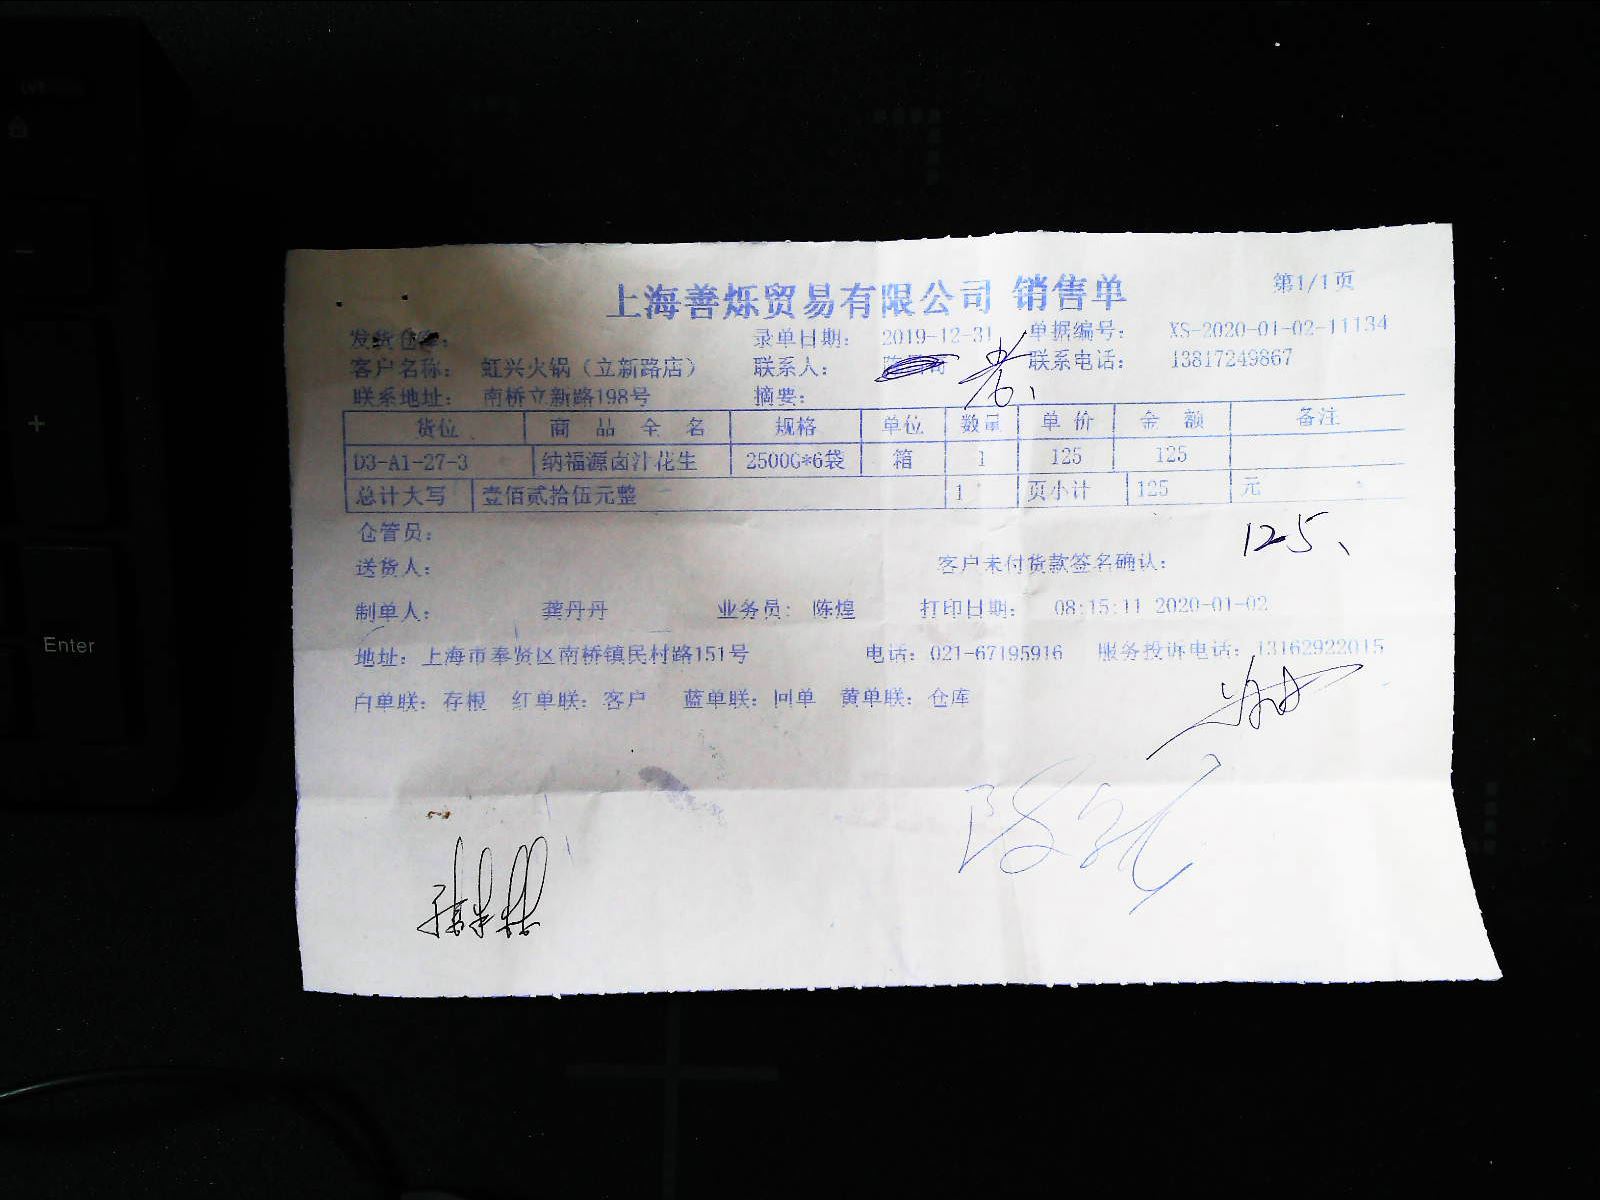 上海善烁贸易有限公司 销售单 第1/1页
发货仓库： 录单日期： 2019-12-31 单据编号： XS-2020-01-02-11134
客户名称： 虹兴火锅（立新路店） 联系人： 联系电话： 13817249867
联系地址： 南桥立新路198号 摘要：
货位 商品全名 规格 单位 数量 单价 金额 备注
D3-A1-27-3 纳福源卤汁花生 2500G*6袋 箱 1 125 125
总计大写 壹佰贰拾伍元整 1 页小计 125 元
仓管员： 125、
送货人： 客户未付货款签名确认：
制单人： 龚丹丹 业务员： 陈煌 打印日期： 08:15:11 2020-01-02
地址：上海市奉贤区南桥镇民村路151号 电话：021-67195916 服务投诉电话：13162922015
白单联：存根 红单联：客户 蓝单联：回单 黄单联：仓库
Enter